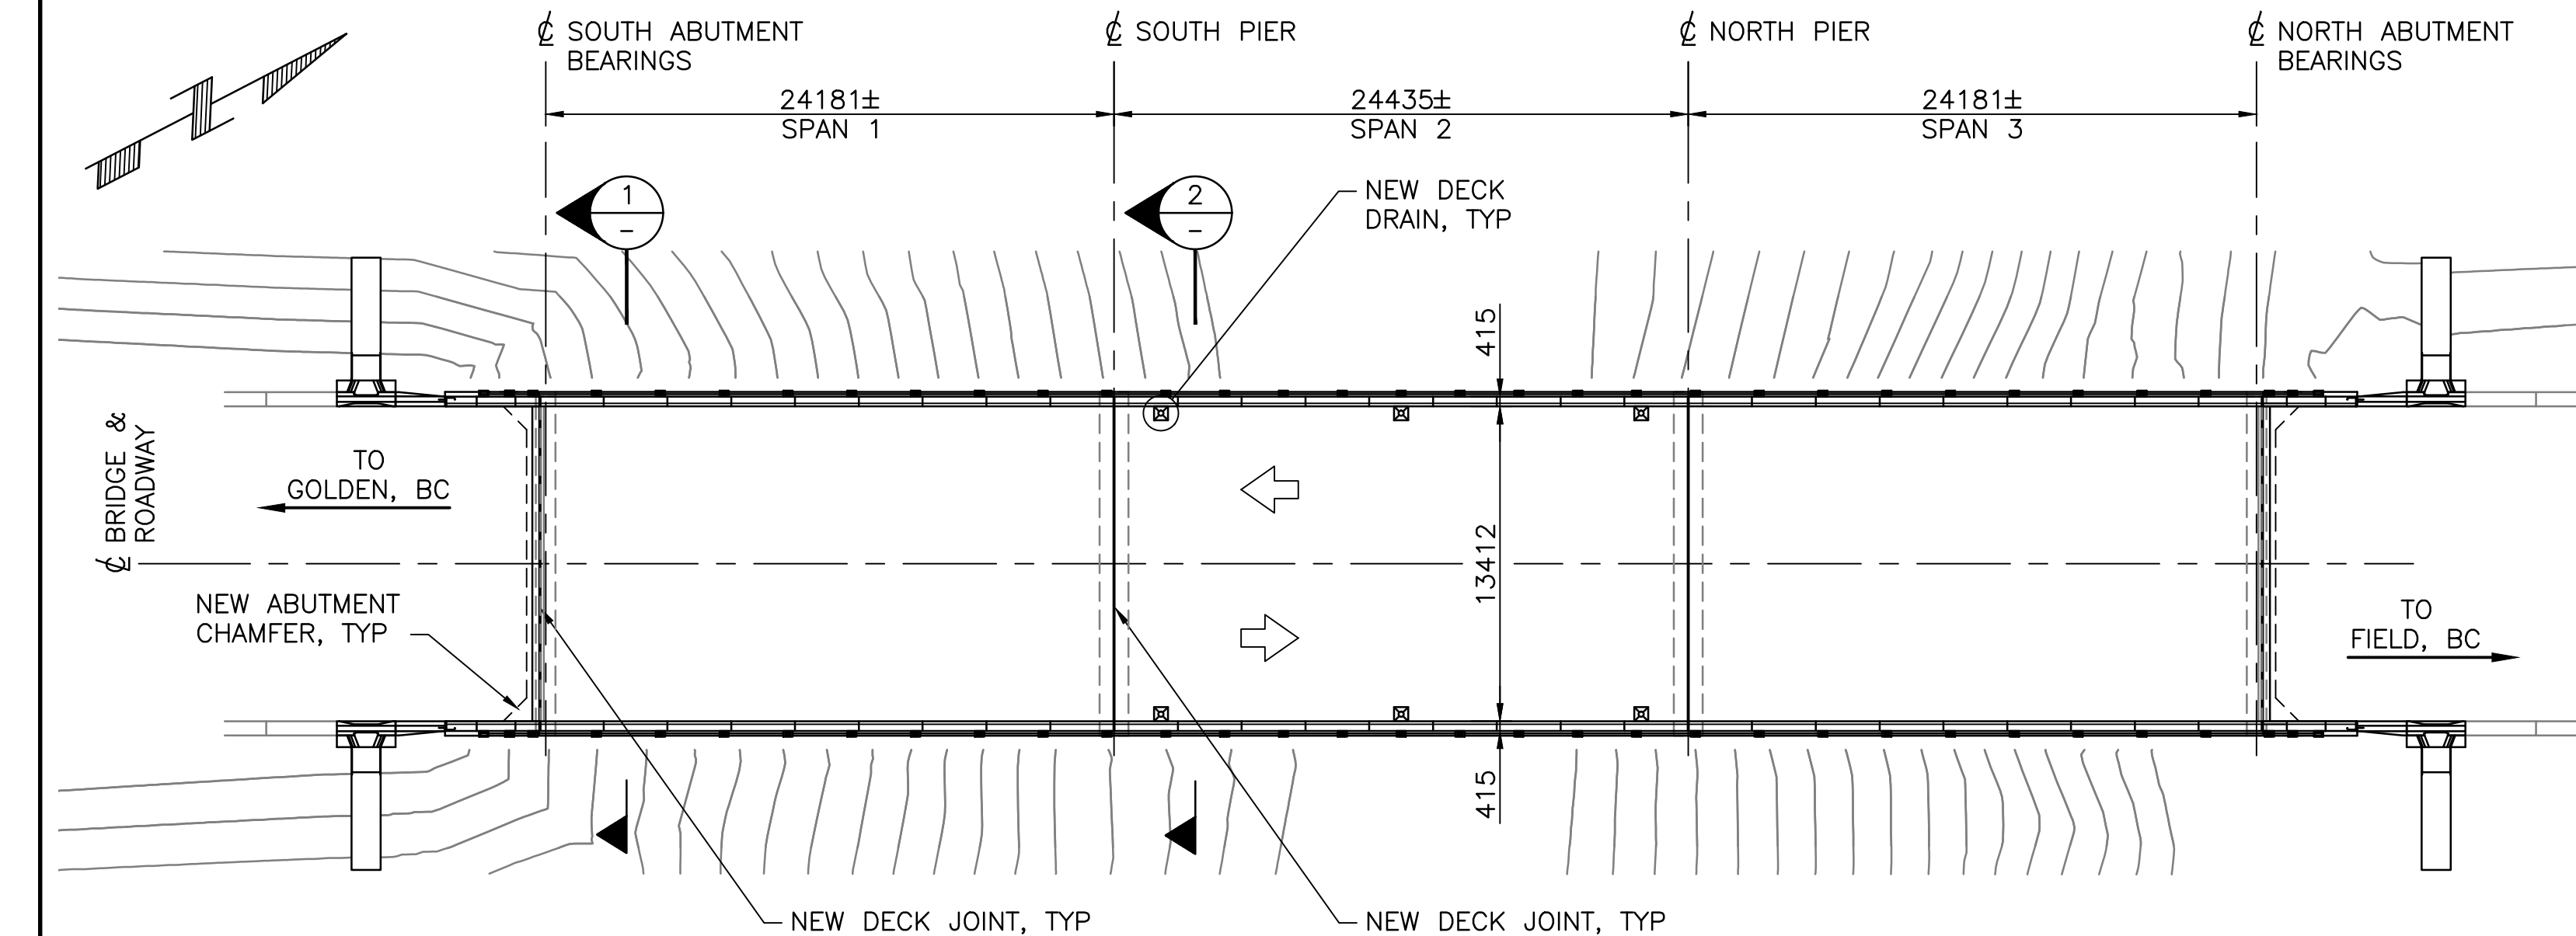 ℄ SOUTH ABUTMENT
BEARINGS
℄ SOUTH PIER
℄ NORTH PIER
℄ NORTH ABUTMENT
BEARINGS
24181±
SPAN 1
24435±
SPAN 2
24181±
SPAN 3
1
–
2
–
NEW DECK
DRAIN, TYP
415
℄ BRIDGE &
ROADWAY
TO
GOLDEN, BC
13412
NEW ABUTMENT
CHAMFER, TYP
TO
FIELD, BC
415
NEW DECK JOINT, TYP
NEW DECK JOINT, TYP